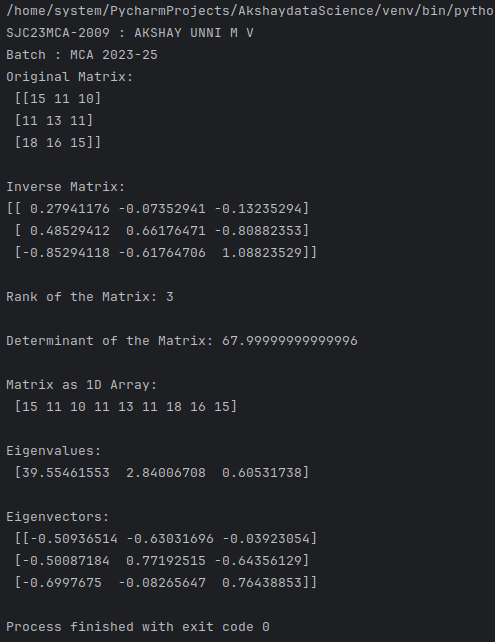 /home/system/PycharmProjects/AkshaydataScience/venv/bin/pytho
SJC23MCA-2009 : AKSHAY UNNI M V
Batch : MCA 2023-25
Original Matrix:
 [[15 11 10]
 [11 13 11]
 [18 16 15]]

Inverse Matrix:
[[ 0.27941176 -0.07352941 -0.13235294]
 [ 0.48529412  0.66176471 -0.80882353]
 [-0.85294118 -0.61764706  1.08823529]]

Rank of the Matrix: 3

Determinant of the Matrix: 67.99999999999996

Matrix as 1D Array:
 [15 11 10 11 13 11 18 16 15]

Eigenvalues:
 [39.55461553  2.84006708  0.60531738]

Eigenvectors:
 [[-0.50936514 -0.63031696 -0.03923054]
 [-0.50087184  0.77192515 -0.64356129]
 [-0.6997675  -0.08265647  0.76438853]]

Process finished with exit code 0